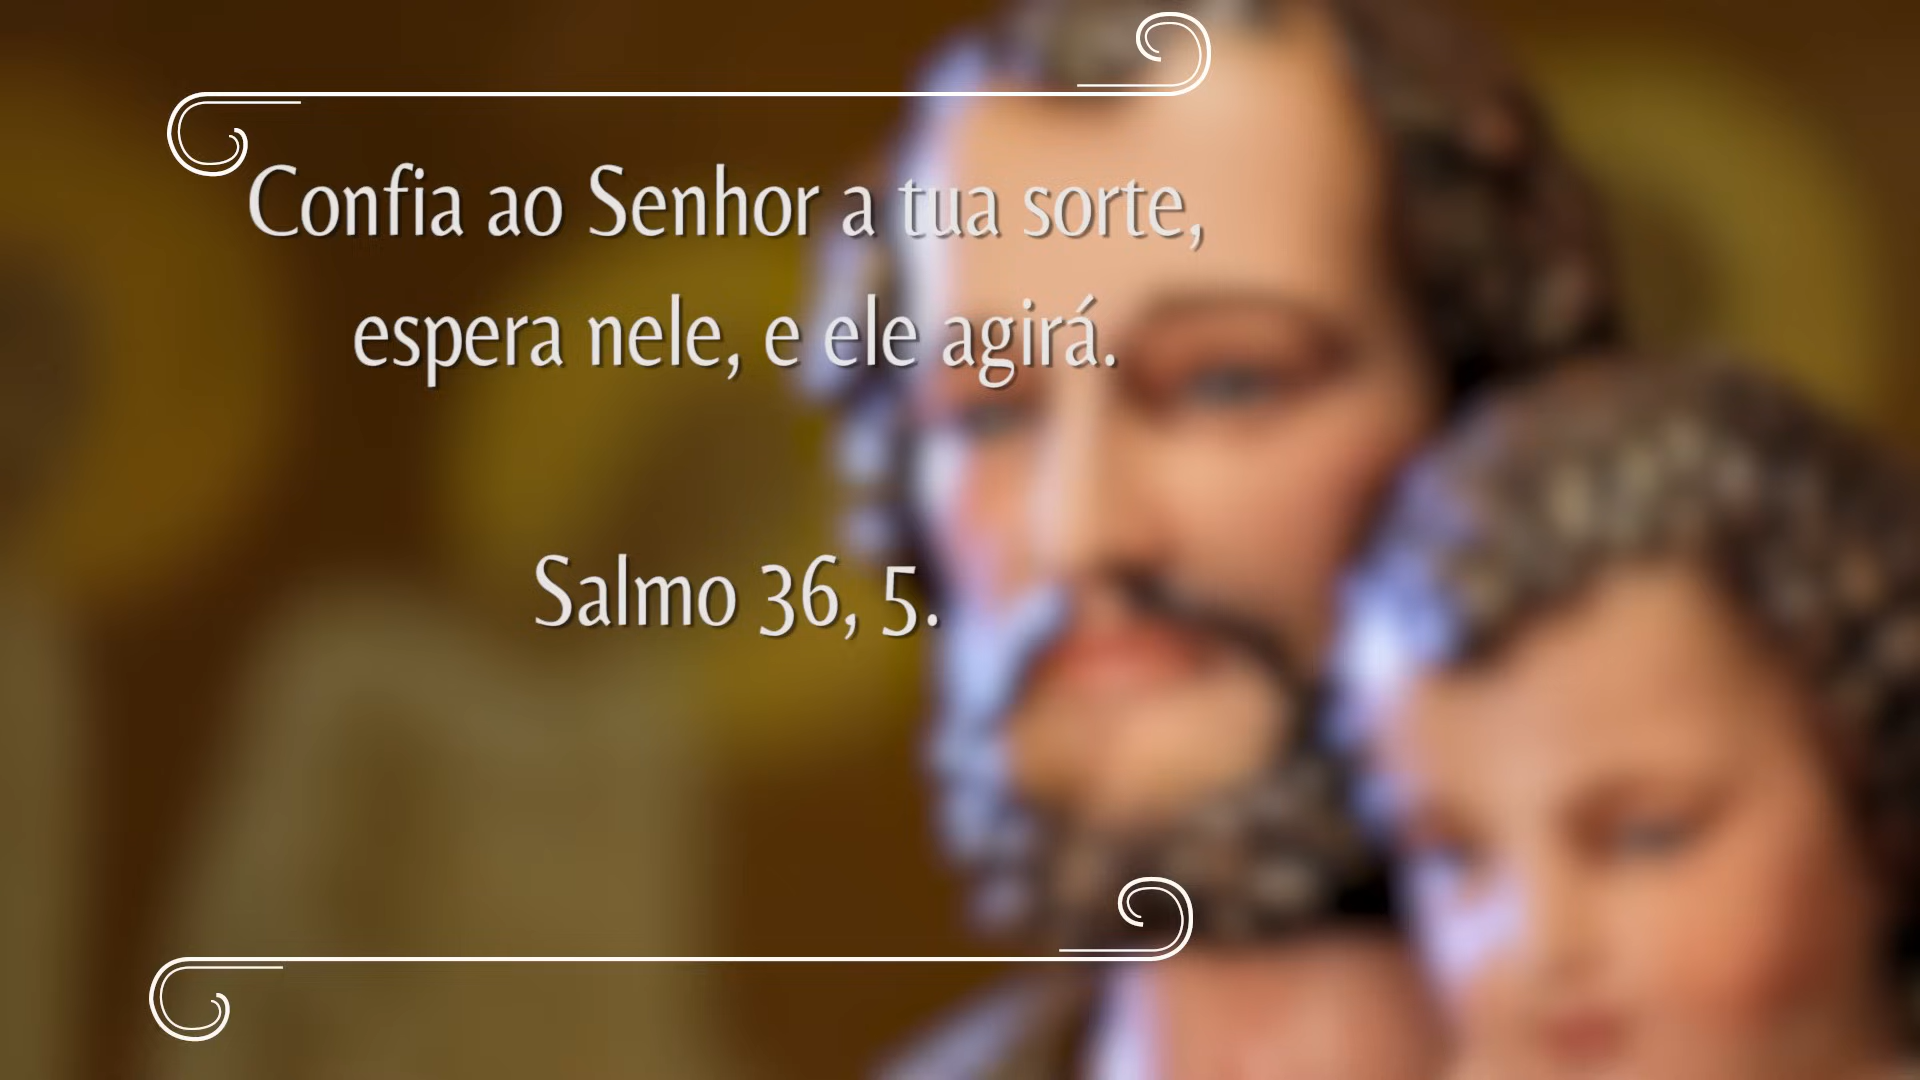 Confia ao Senhor a tua sorte,
espera nele, e ele agirá.
Salmo 36, 5.